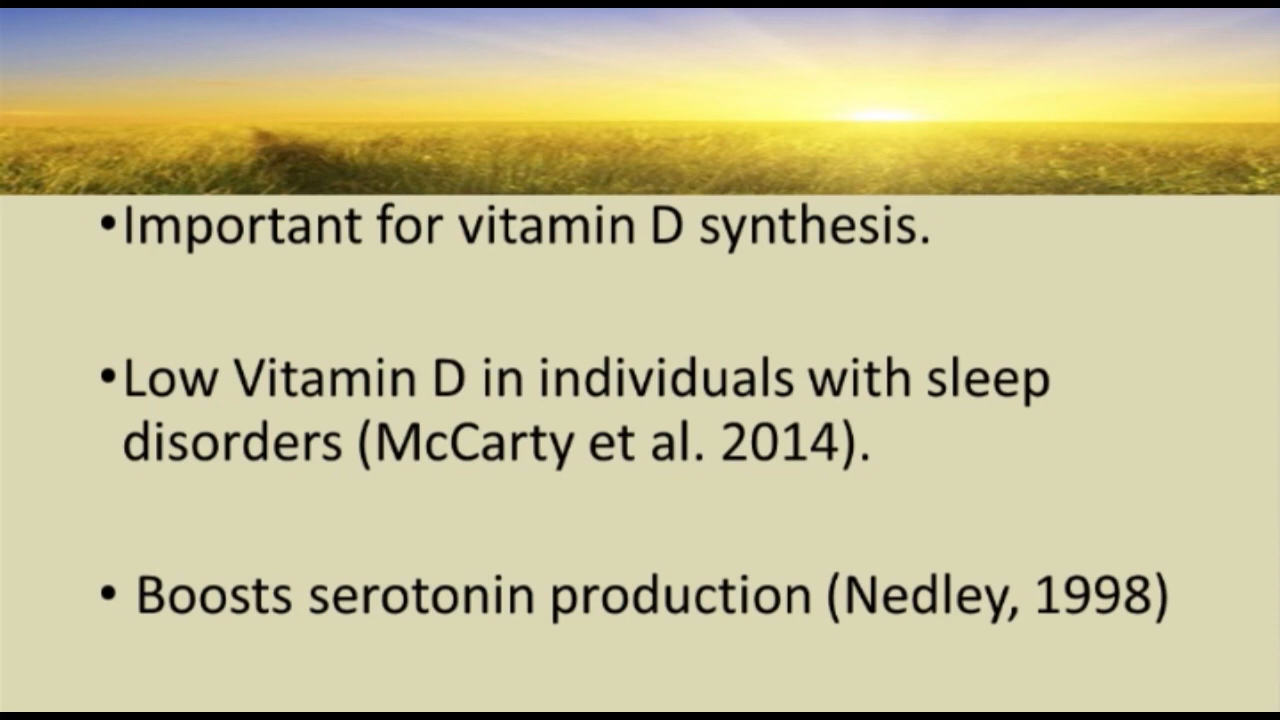 •Important for vitamin D synthesis.
•Low Vitamin D in individuals with sleep
disorders (McCarty et al. 2014).
• Boosts serotonin production (Nedley, 1998)